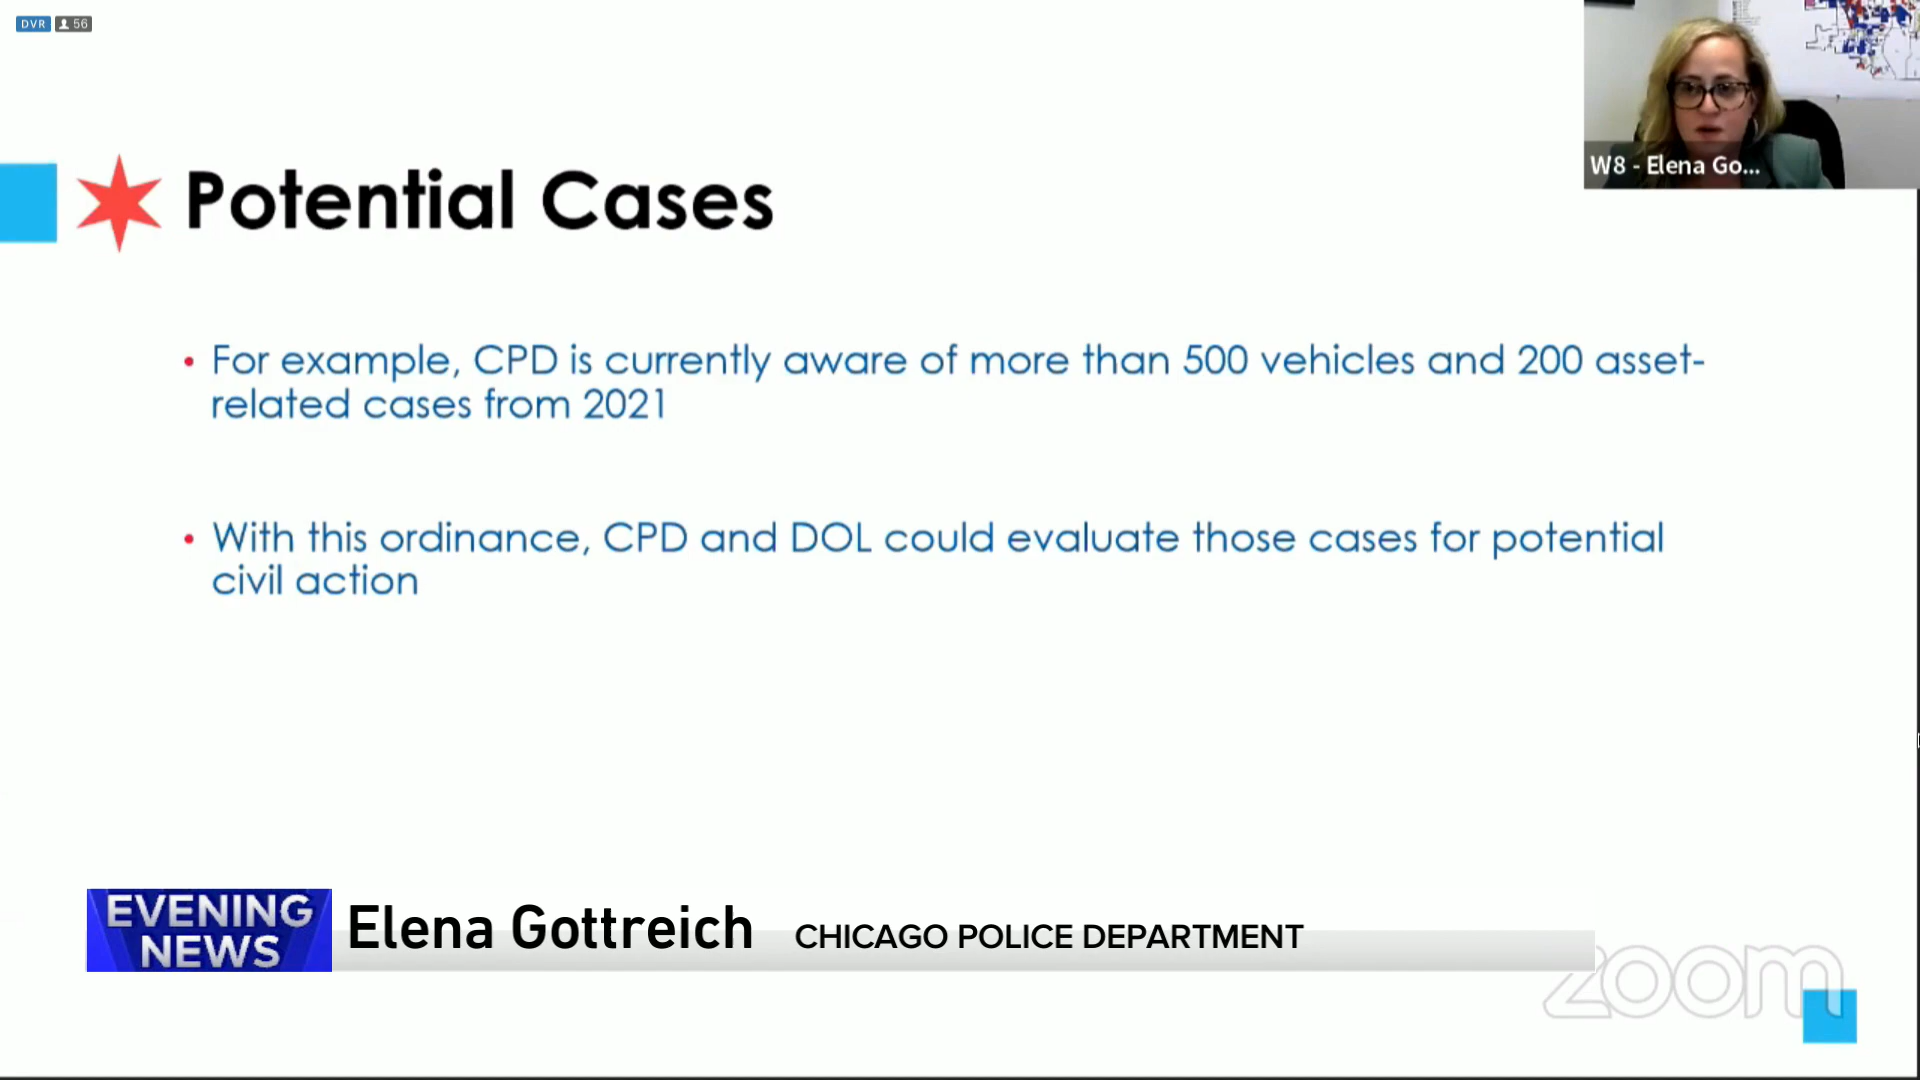 DVR 56
W8 - Elena Go...
Potential Cases
• For example, CPD is currently aware of more than 500 vehicles and 200 asset-
related cases from 2021
• With this ordinance, CPD and DOL could evaluate those cases for potential
civil action
EVENING
NEWS
Elena Gottreich CHICAGO POLICE DEPARTMENT
zoom